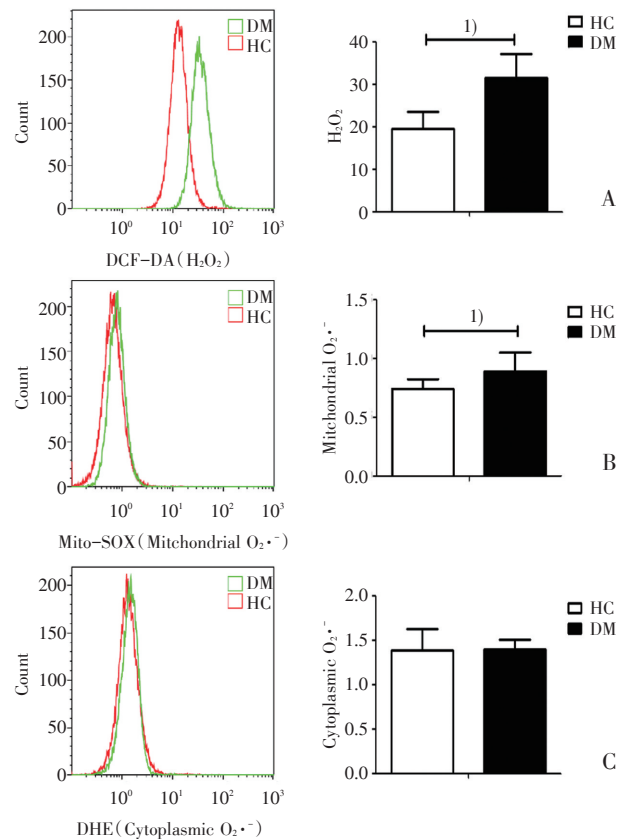 200
150
100
50
0
Count
DM
HC
10⁰ 10¹ 10² 10³
DCF-DA(H₂O₂)
40
30
20
10
0
H₂O₂
1)
HC
DM
A
200
150
100
50
0
Count
DM
HC
10⁰ 10¹ 10² 10³
Mito-SOX(Mitchondrial O₂•⁻)
1.5
1.0
0.5
0.0
Mitchondrial O₂•⁻
1)
HC
DM
B
200
150
100
50
0
Count
DM
HC
10⁰ 10¹ 10² 10³
DHE(Cytoplasmic O₂•⁻)
2.0
1.5
1.0
0.5
0.0
Cytoplasmic O₂•⁻
HC
DM
C